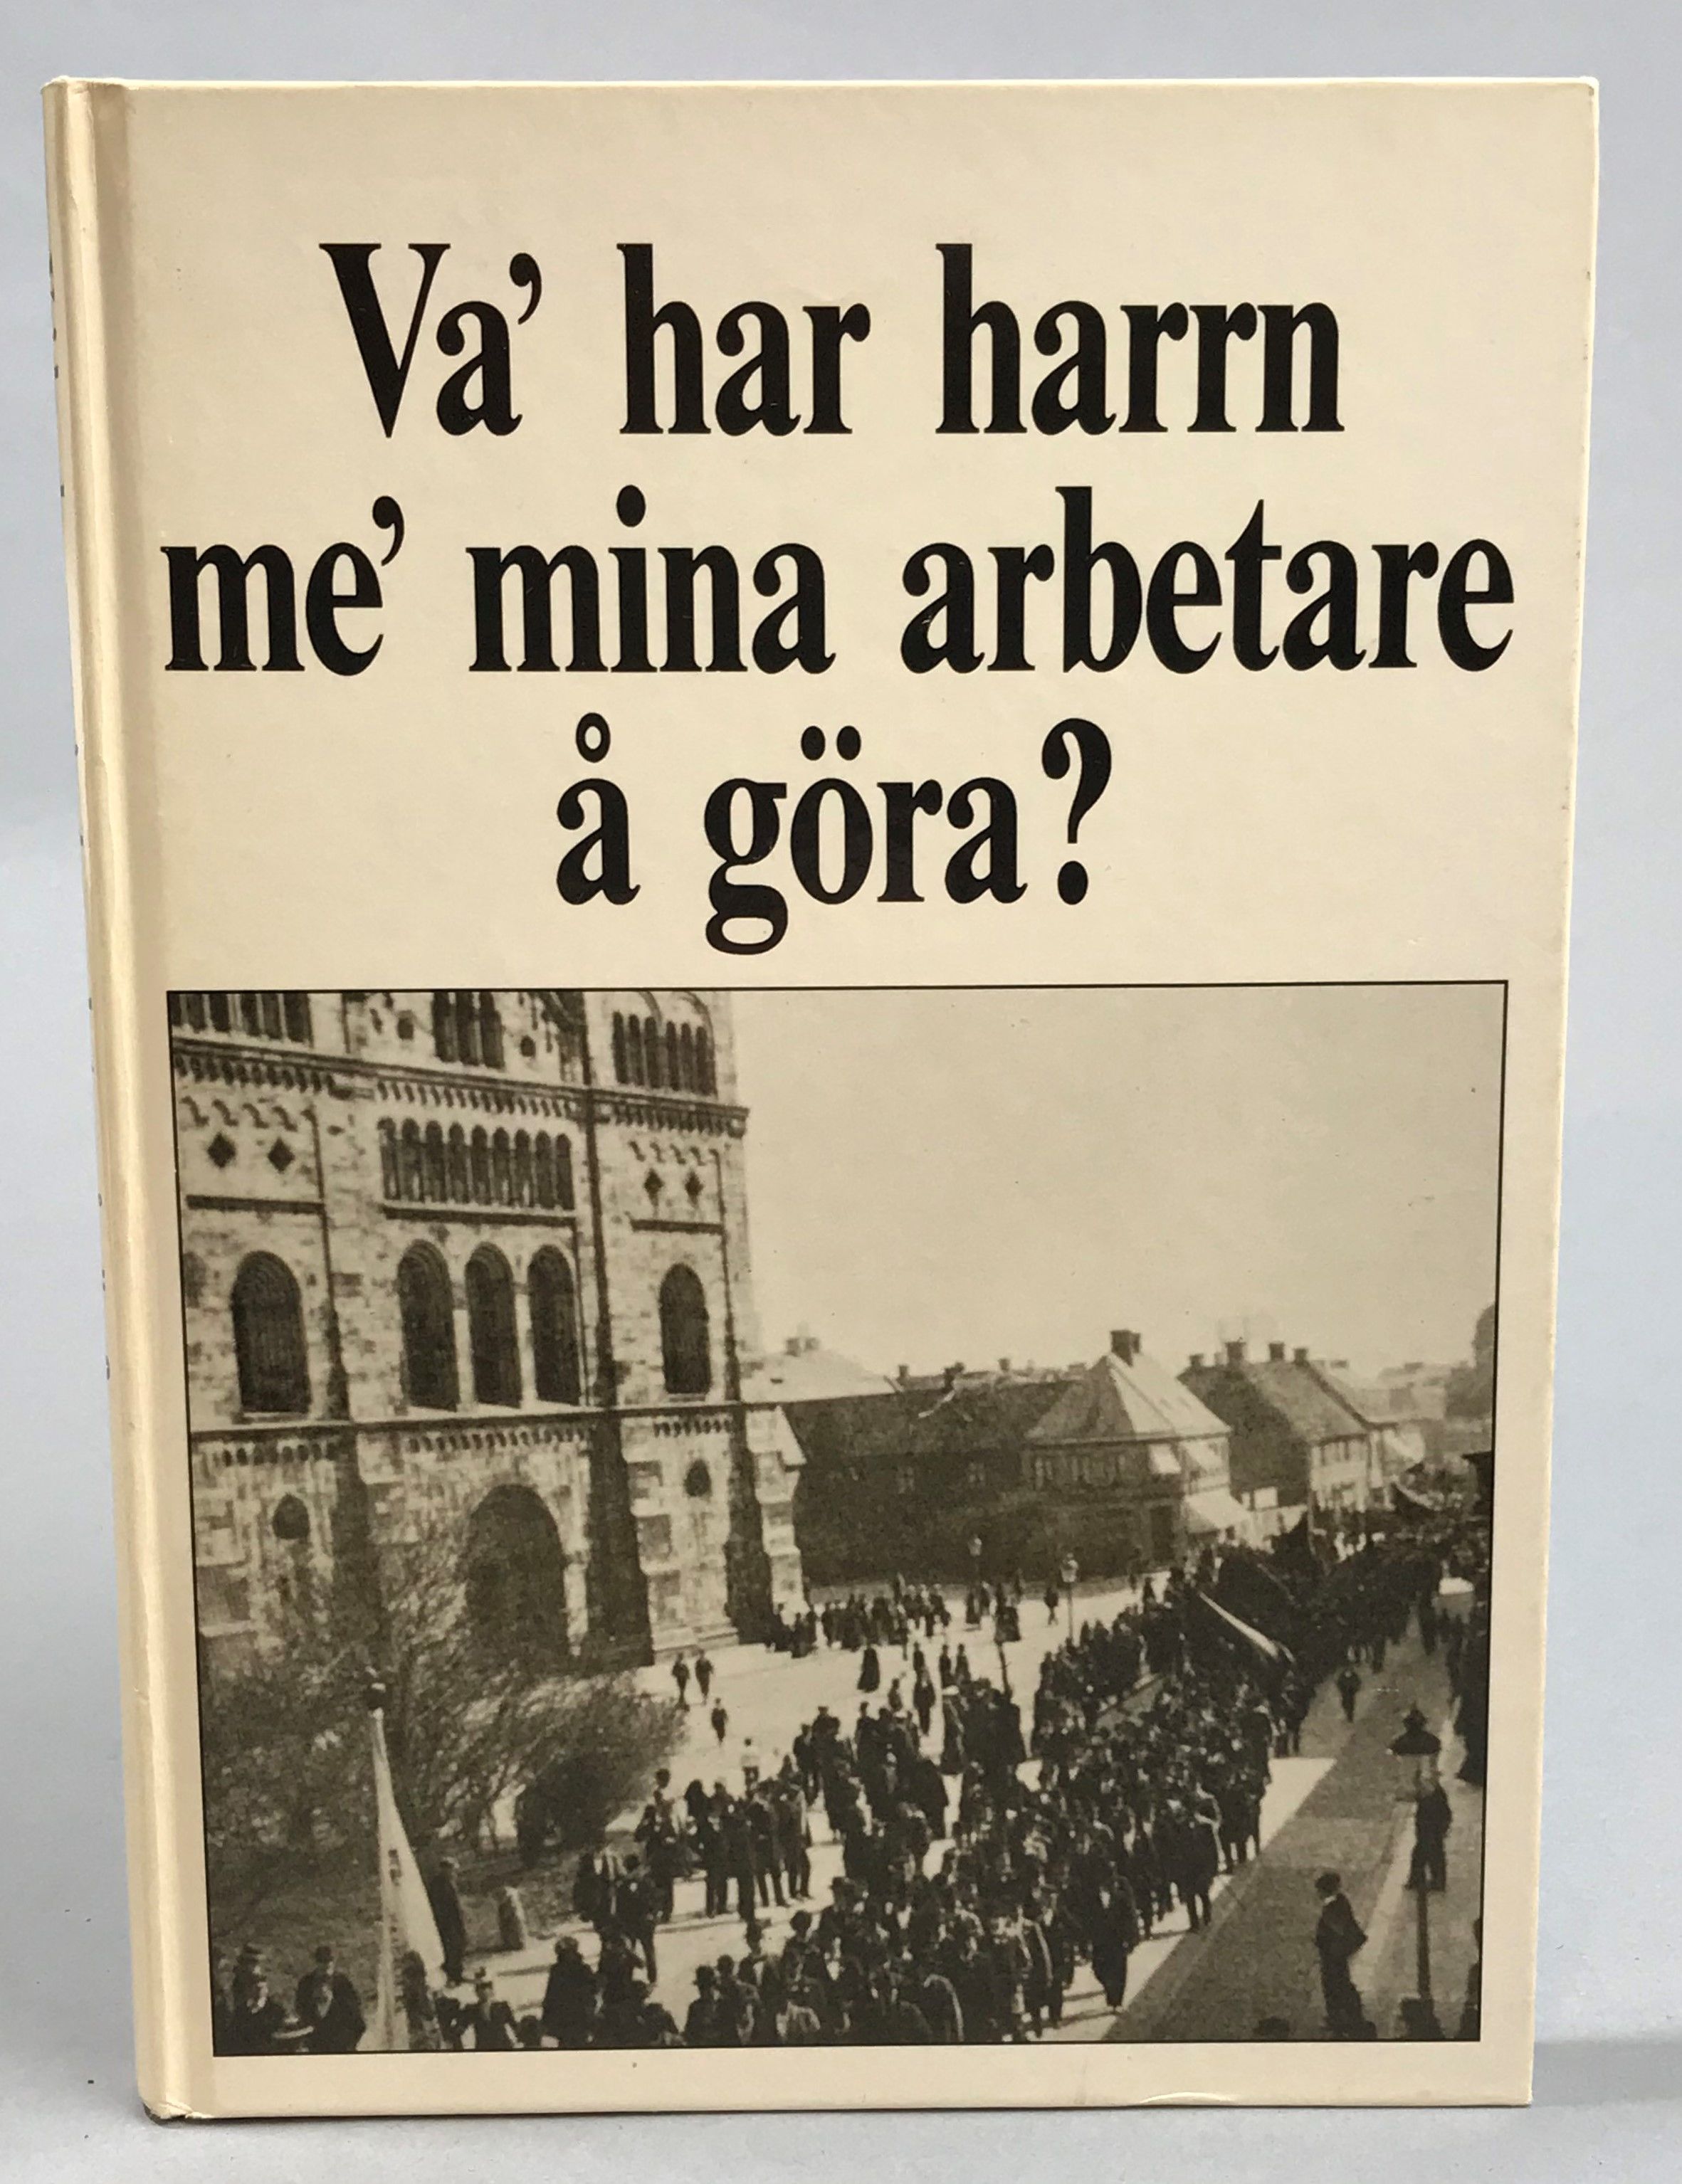 Va’ har harrn
me’ mina arbetare
å göra?